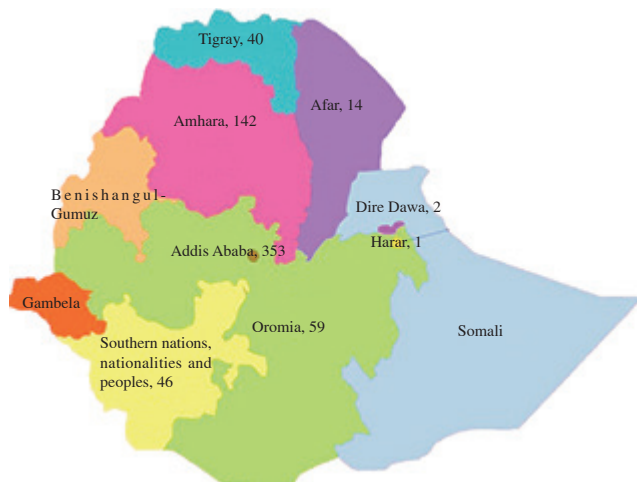 Tigray, 40
Afar, 14
Amhara, 142
Benishangul-
Gumuz
Dire Dawa, 2
Addis Ababa, 353
Harar, 1
Gambela
Oromia, 59
Somali
Southern nations,
nationalities and
peoples, 46